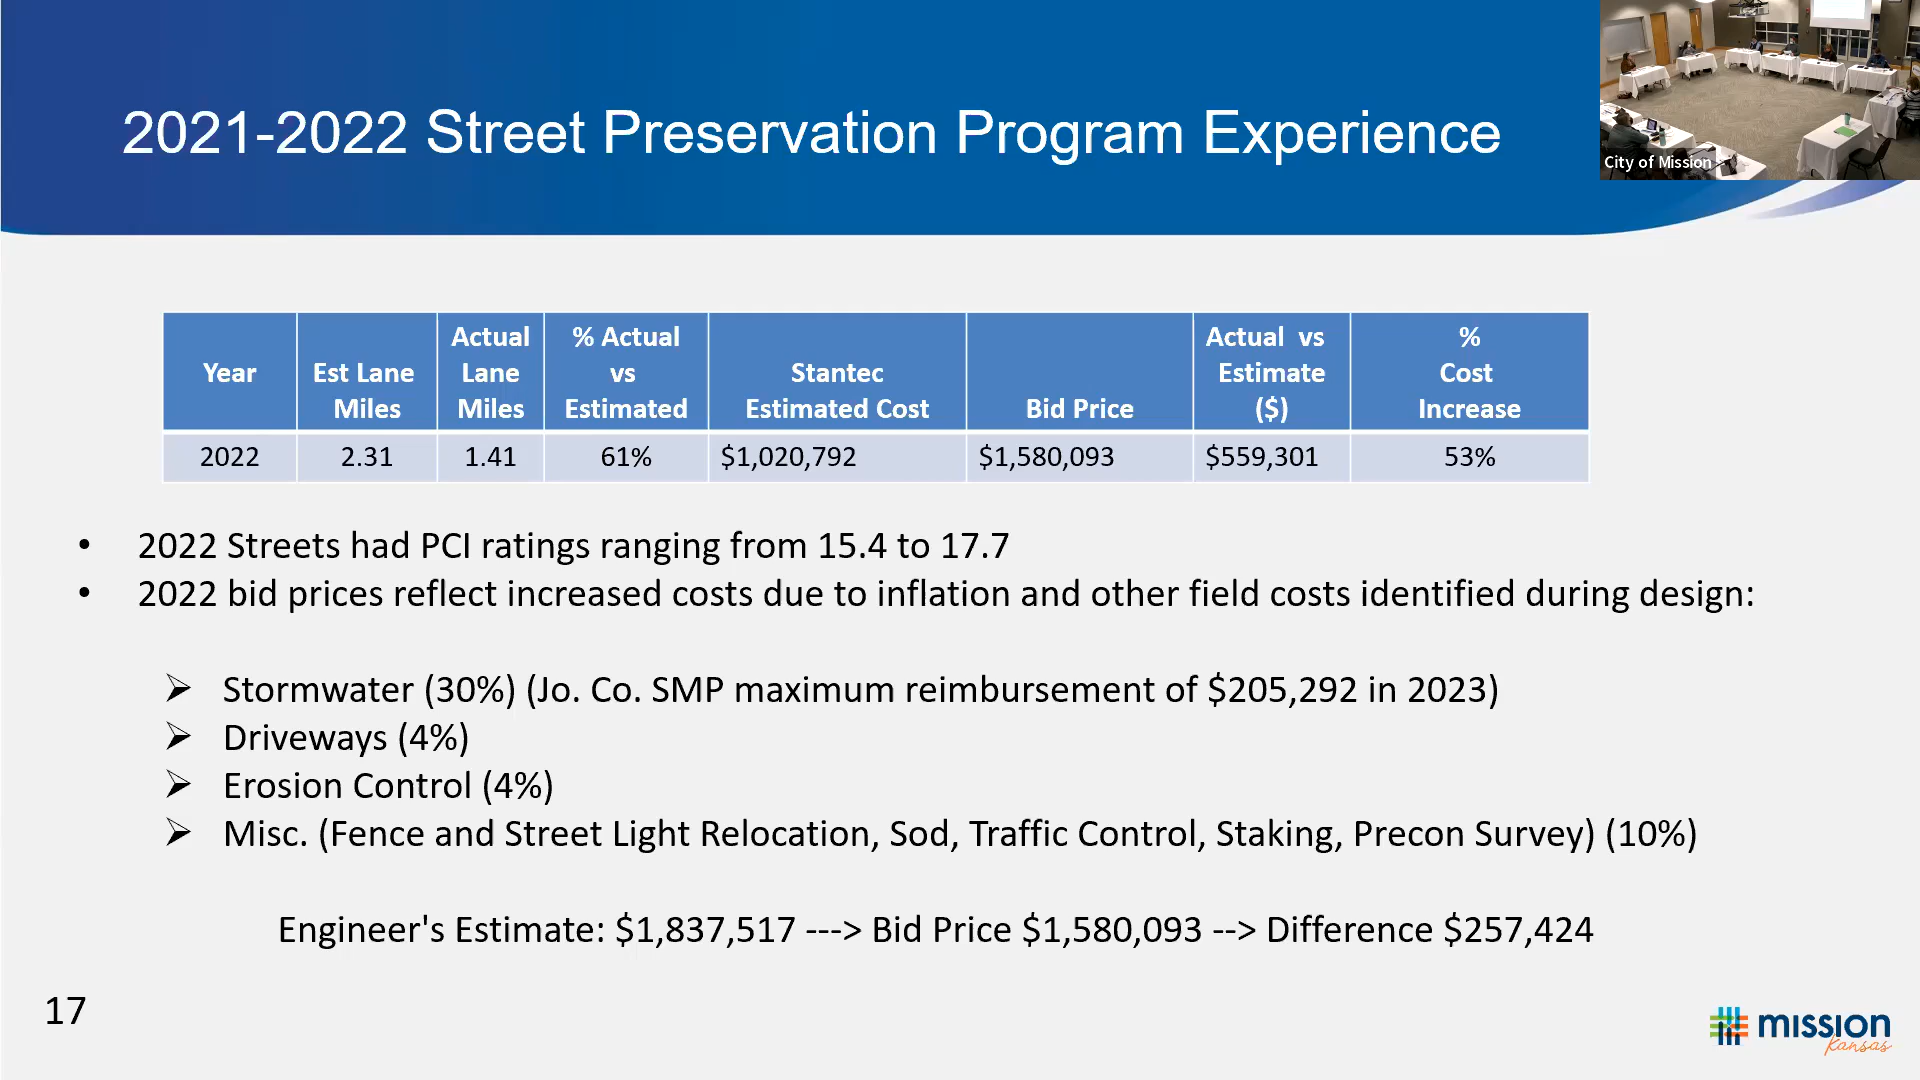 2021-2022 Street Preservation Program Experience
City of Mission
Year
Est Lane
Miles
Actual
Lane
Miles
% Actual
vs
Estimated
Stantec
Estimated Cost
Bid Price
Actual vs
Estimate
($)
%
Cost
Increase
2022 2.31 1.41 61% $1,020,792 $1,580,093 $559,301 53%
• 2022 Streets had PCI ratings ranging from 15.4 to 17.7
• 2022 bid prices reflect increased costs due to inflation and other field costs identified during design:
➢ Stormwater (30%) (Jo. Co. SMP maximum reimbursement of $205,292 in 2023)
➢ Driveways (4%)
➢ Erosion Control (4%)
➢ Misc. (Fence and Street Light Relocation, Sod, Traffic Control, Staking, Precon Survey) (10%)
Engineer's Estimate: $1,837,517 ---> Bid Price $1,580,093 --> Difference $257,424
17
mission
kansas